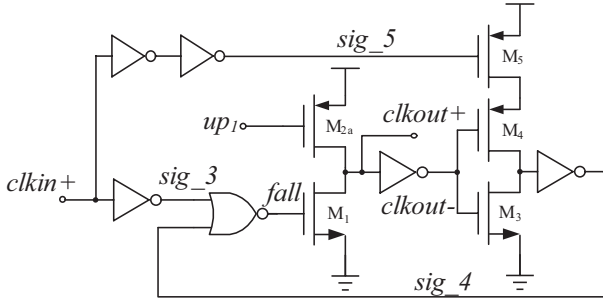 sig_5
M5
up1
M2a
clkout+
M4
clkin+
sig_3
fall
M1
clkout-
M3
sig_4